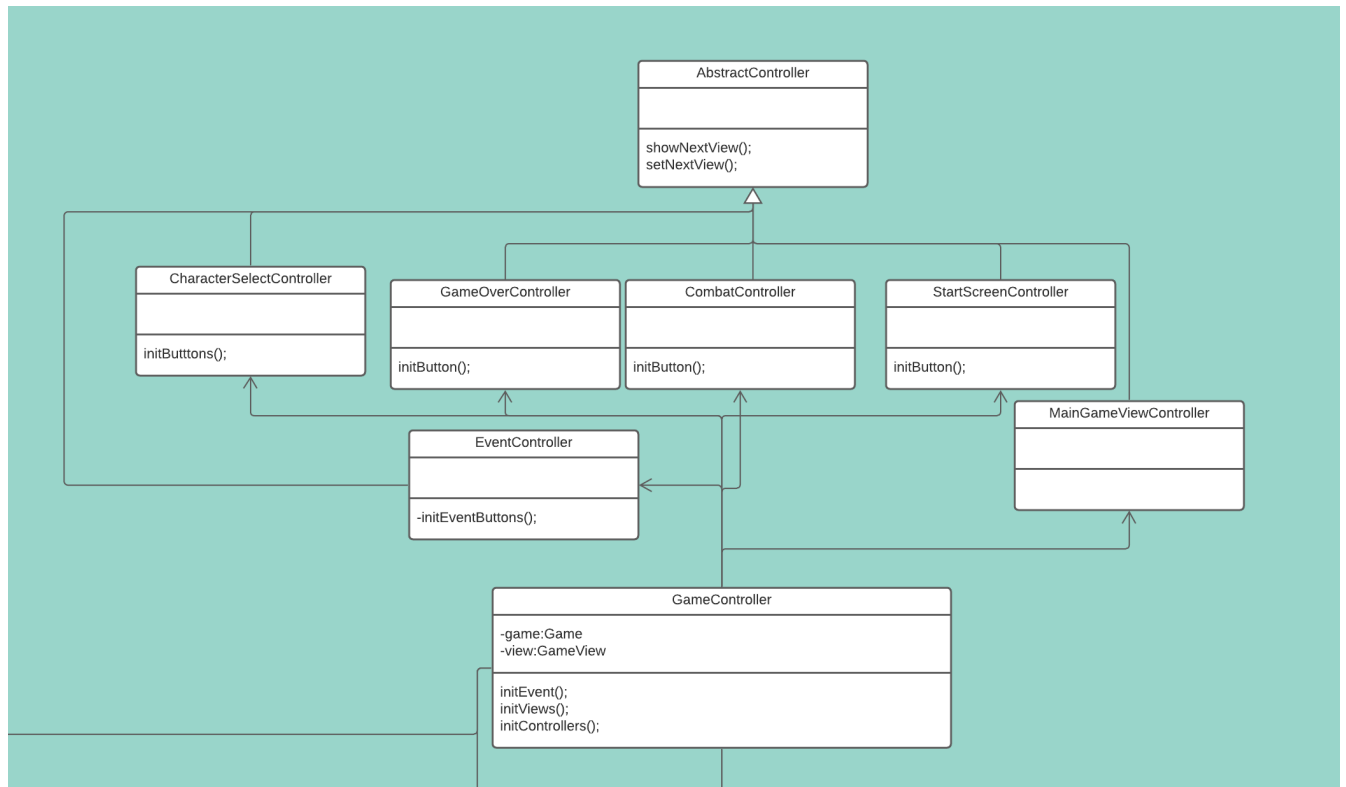 AbstractController
showNextView();
setNextView();
CharacterSelectController
initButttons();
GameOverController
initButton();
CombatController
initButton();
StartScreenController
initButton();
MainGameViewController
EventController
-initEventButtons();
GameController
-game:Game
-view:GameView
initEvent();
initViews();
initControllers();